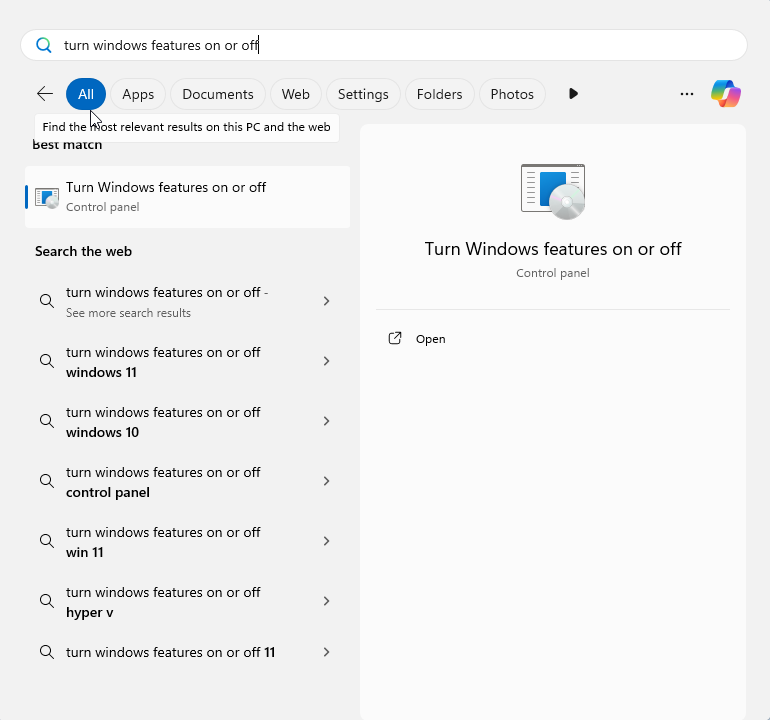 turn windows features on or off
All
Apps
Documents
Web
Settings
Folders
Photos
Find the most relevant results on this PC and the web
Best match
Turn Windows features on or off
Control panel
Search the web
turn windows features on or off -
See more search results
turn windows features on or off
windows 11
turn windows features on or off
windows 10
turn windows features on or off
control panel
turn windows features on or off
win 11
turn windows features on or off
hyper v
turn windows features on or off 11
Turn Windows features on or off
Control panel
Open